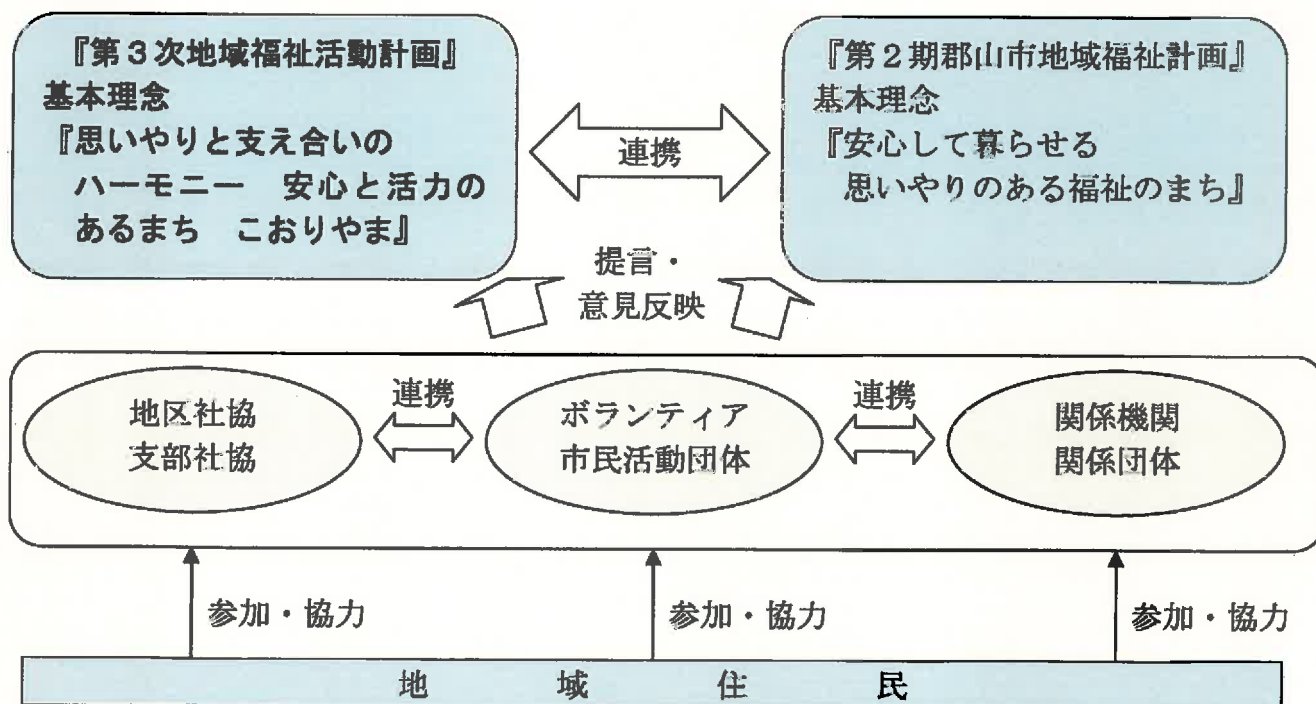 『第３次地域福祉活動計画』
基本理念
『思いやりと支え合いの
ハーモニー　安心と活力の
あるまち　こおりやま』
連携
『第２期郡山市地域福祉計画』
基本理念
『安心して暮らせる
思いやりのある福祉のまち』
提言・
意見反映
地区社協
支部社協
連携
ボランティア
市民活動団体
連携
関係機関
関係団体
参加・協力
参加・協力
参加・協力
地域住民